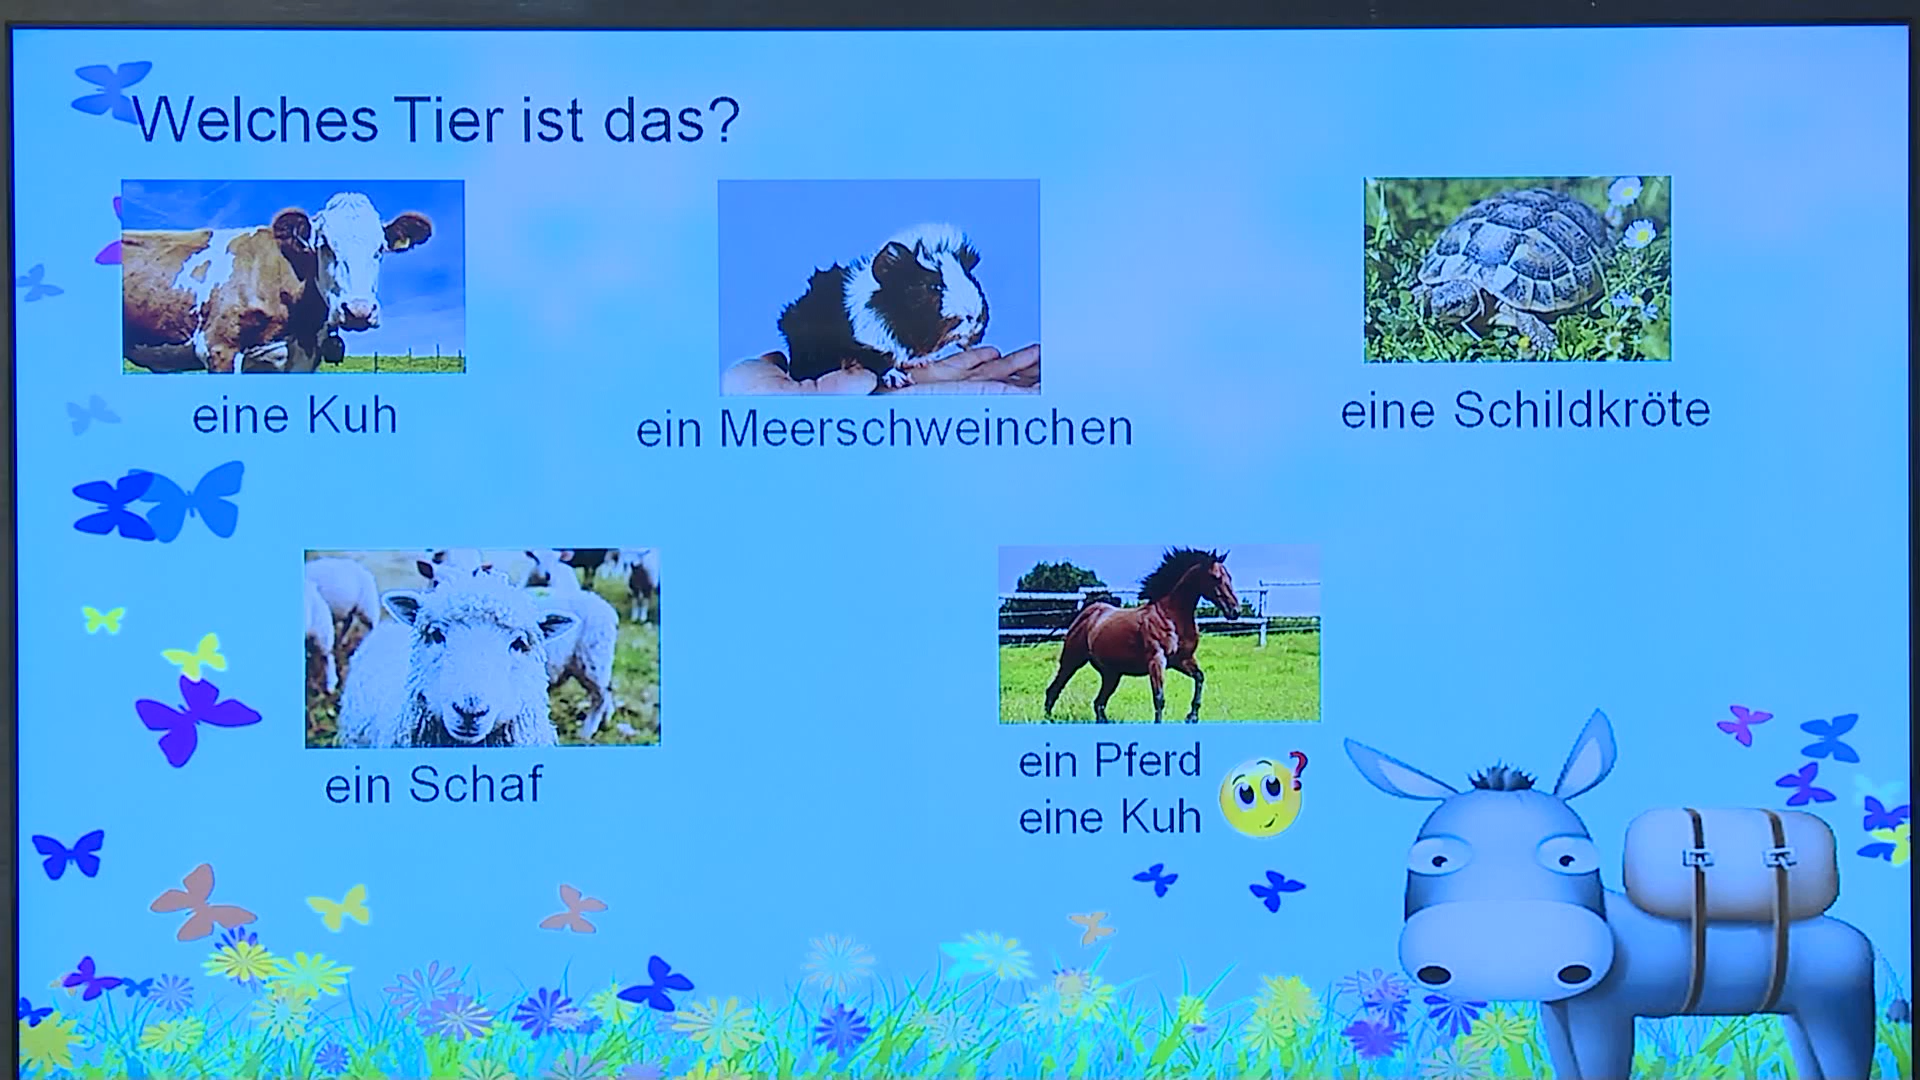 Welches Tier ist das?
eine Kuh
ein Meerschweinchen
eine Schildkröte
ein Schaf
ein Pferd
eine Kuh
?